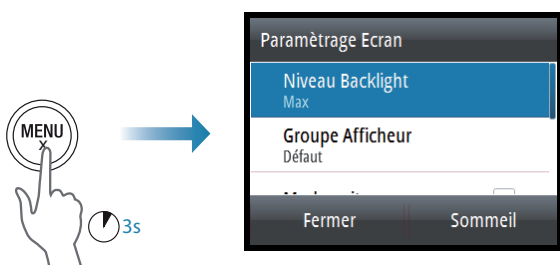 Paramètrage Ecran
Niveau Backlight
Max
MENU
X
Groupe Afficheur
Défaut
3s
Fermer Sommeil